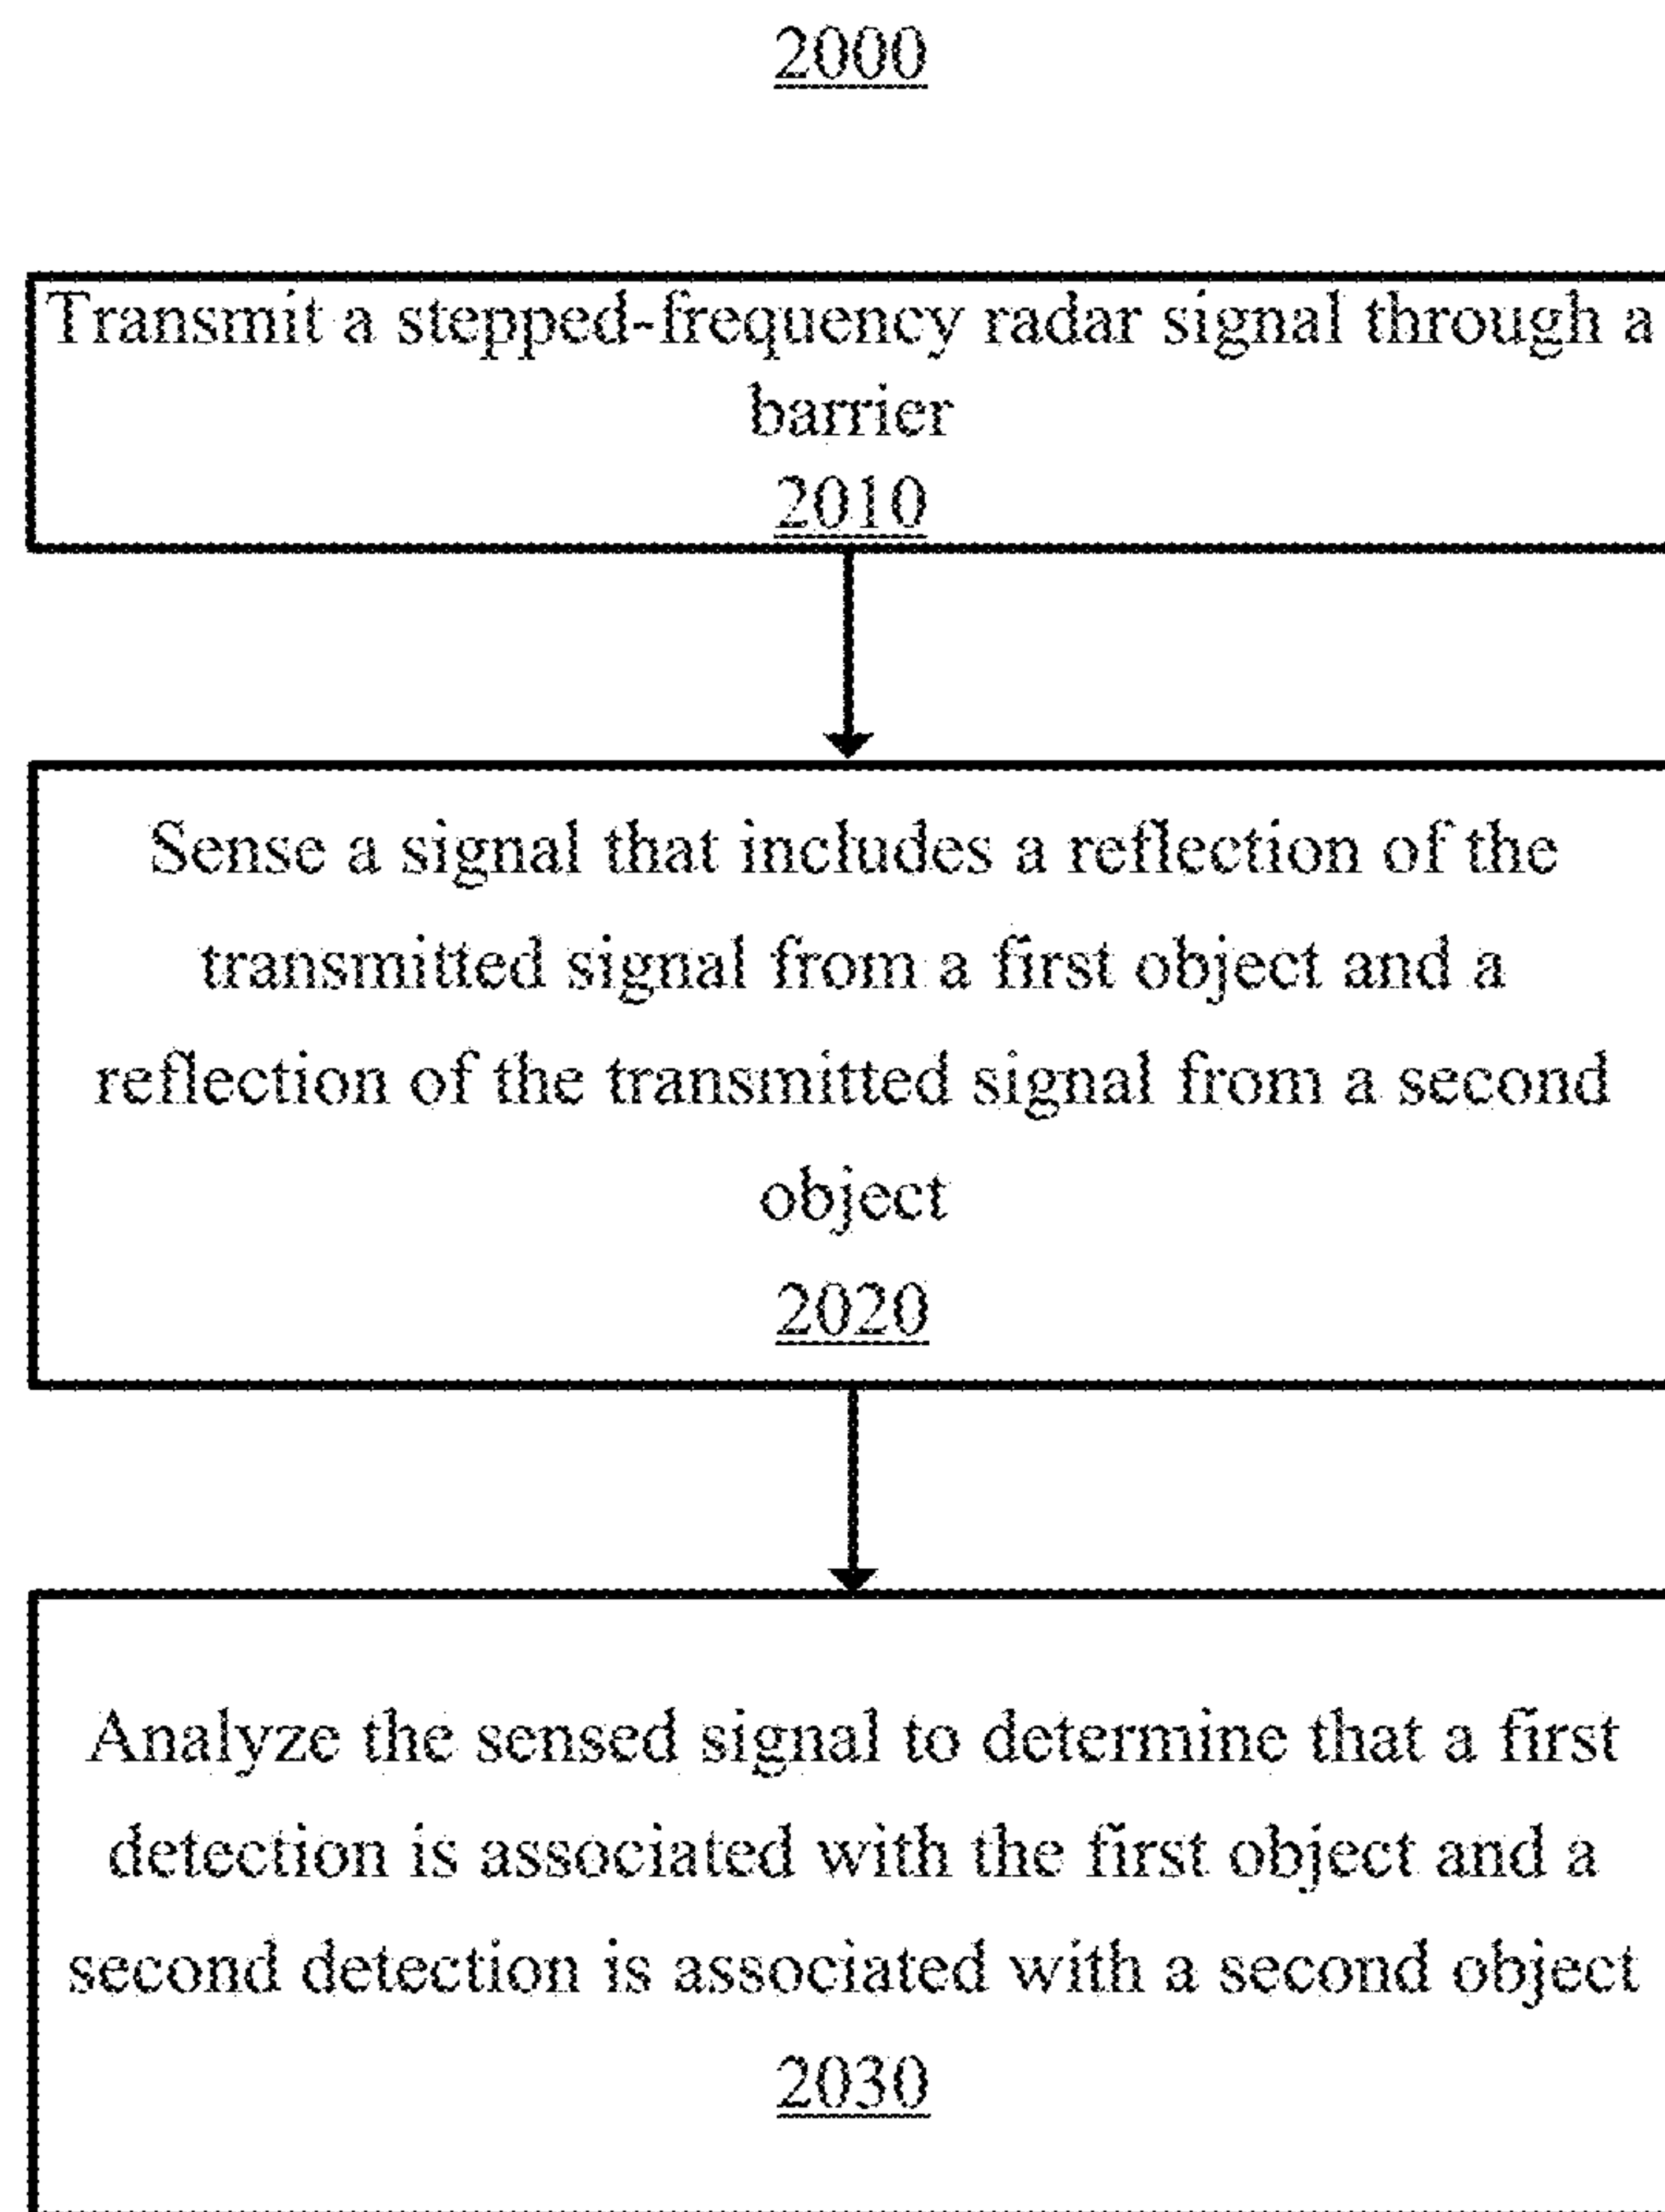 2000
Transmit a stepped-frequency radar signal through a
barrier
2010
Sense a signal that includes a reflection of the
transmitted signal from a first object and a
reflection of the transmitted signal from a second
object
2020
Analyze the sensed signal to determine that a first
detection is associated with the first object and a
second detection is associated with a second object
2030